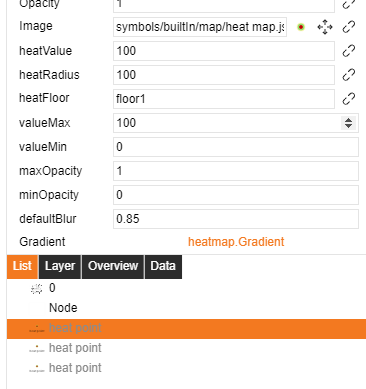 Opacity 1
Image symbols/builtIn/map/heat map.js
heatValue 100
heatRadius 100
heatFloor floor1
valueMax 100
valueMin 0
maxOpacity 1
minOpacity 0
defaultBlur 0.85
Gradient heatmap.Gradient
List Layer Overview Data
0
Node
heat point
heat point
heat point